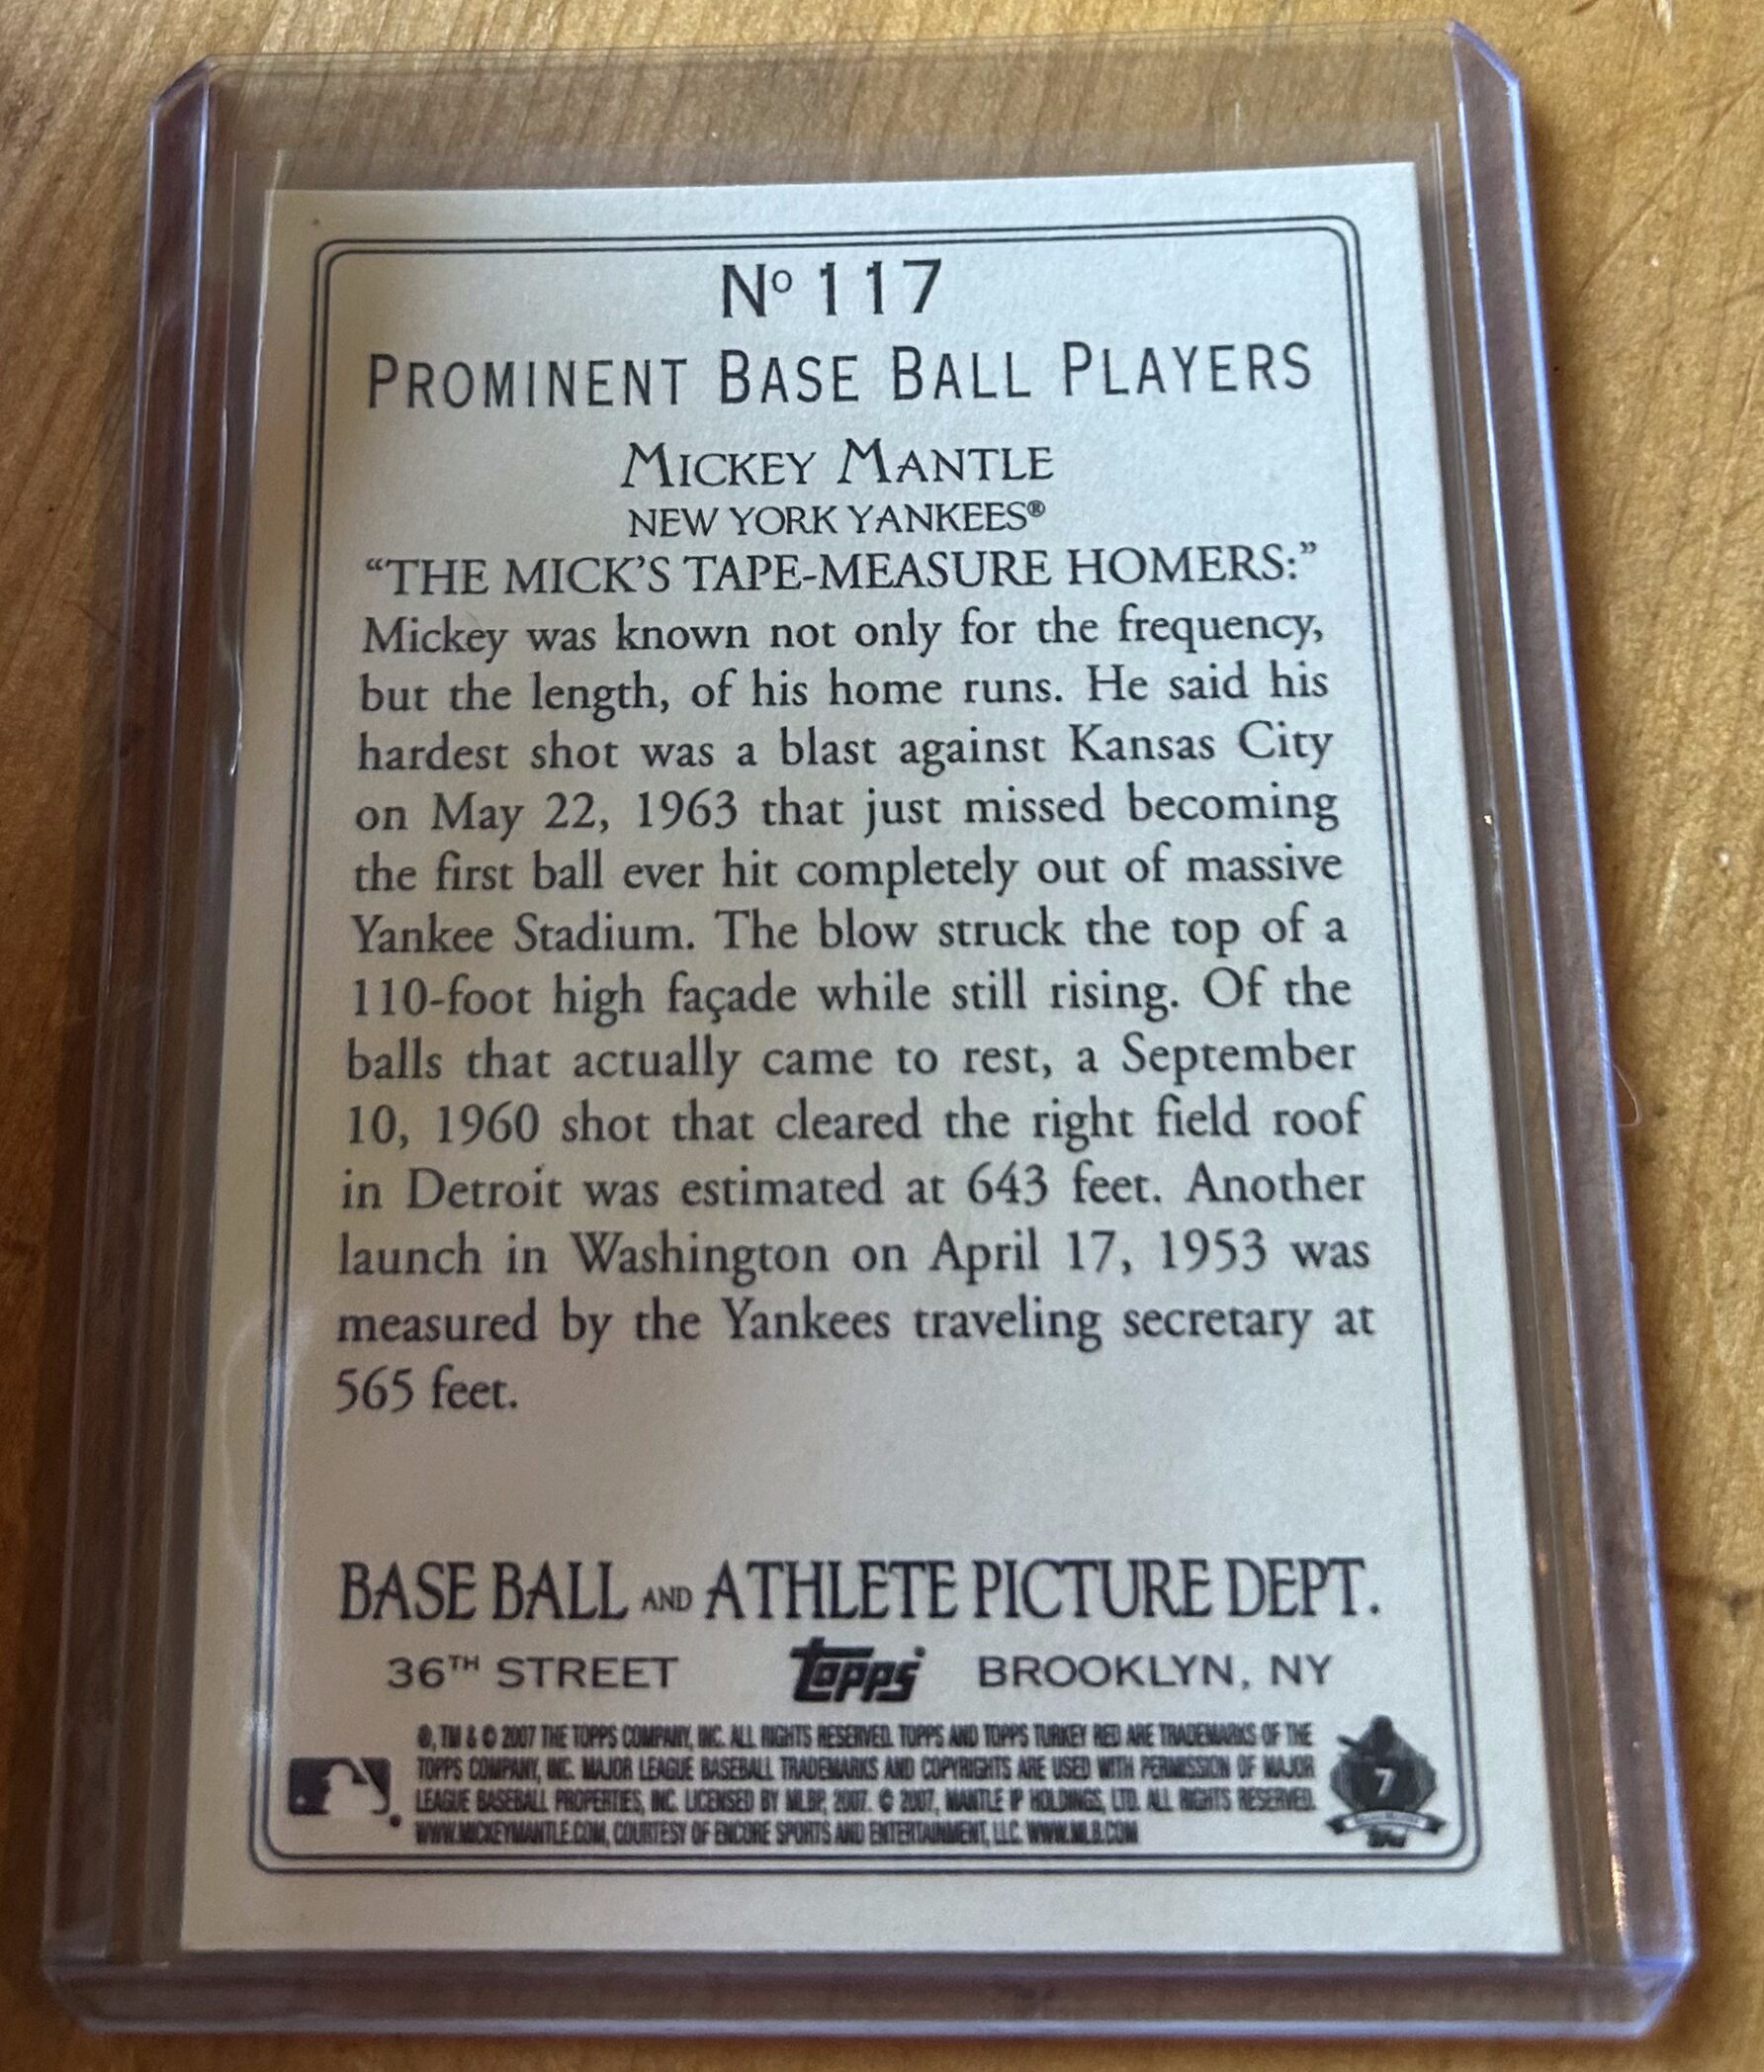 Nº 117
PROMINENT BASE BALL PLAYERS
MICKEY MANTLE
NEW YORK YANKEES®
“THE MICK’S TAPE-MEASURE HOMERS:”
Mickey was known not only for the frequency,
but the length, of his home runs. He said his
hardest shot was a blast against Kansas City
on May 22, 1963 that just missed becoming
the first ball ever hit completely out of massive
Yankee Stadium. The blow struck the top of a
110-foot high façade while still rising. Of the
balls that actually came to rest, a September
10, 1960 shot that cleared the right field roof
in Detroit was estimated at 643 feet. Another
launch in Washington on April 17, 1953 was
measured by the Yankees traveling secretary at
565 feet.
BASE BALL AND ATHLETE PICTURE DEPT.
36TH STREET topps BROOKLYN, NY
®, TM & © 2007 THE TOPPS COMPANY, INC. ALL RIGHTS RESERVED. TOPPS AND TOPPS TURKEY RED ARE TRADEMARKS OF THE
TOPPS COMPANY, INC. MAJOR LEAGUE BASEBALL TRADEMARKS AND COPYRIGHTS ARE USED WITH PERMISSION OF MAJOR
LEAGUE BASEBALL PROPERTIES, INC. LICENSED BY MLBP, 2007. © 2007, MANTLE IP HOLDINGS, LTD. ALL RIGHTS RESERVED.
WWW.MICKEYMANTLE.COM, COURTESY OF ENCORE SPORTS AND ENTERTAINMENT, LLC. WWW.MLB.COM
7